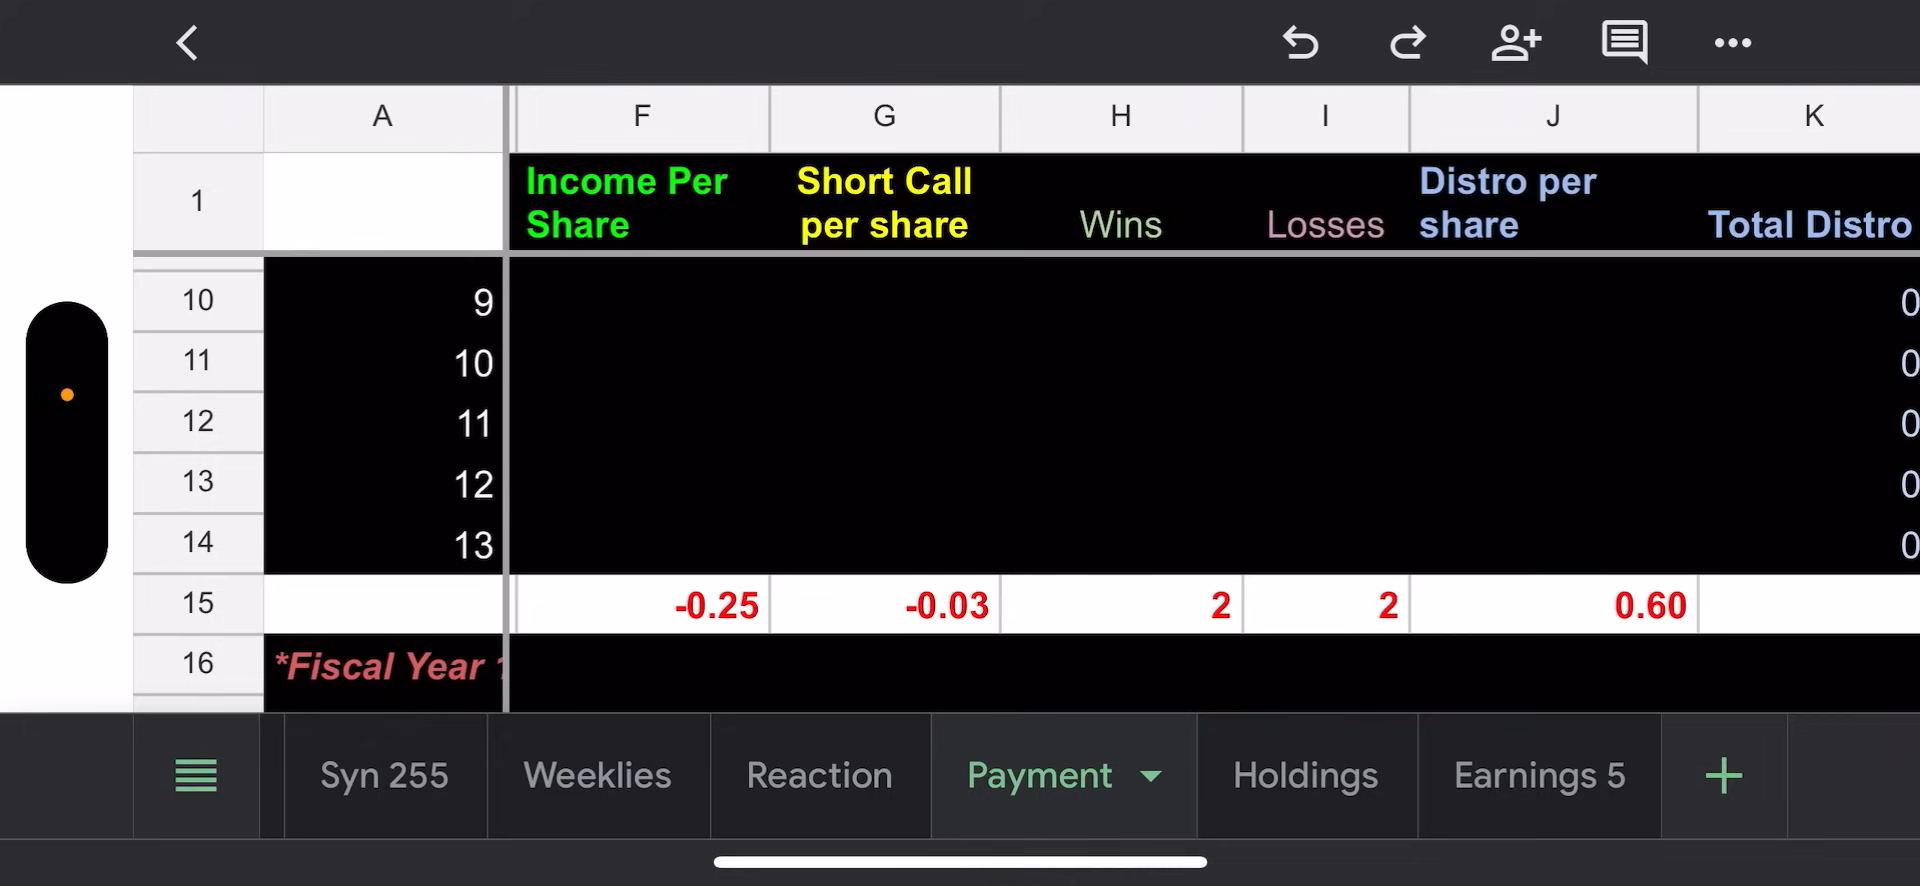 A F G H I J K
1 Income Per Share Short Call per share Wins Losses Distro per share Total Distro
10 9 0
11 10 0
12 11 0
13 12 0
14 13 0
15 -0.25 -0.03 2 2 0.60
16 *Fiscal Year
Syn 255 Weeklies Reaction Payment Holdings Earnings 5